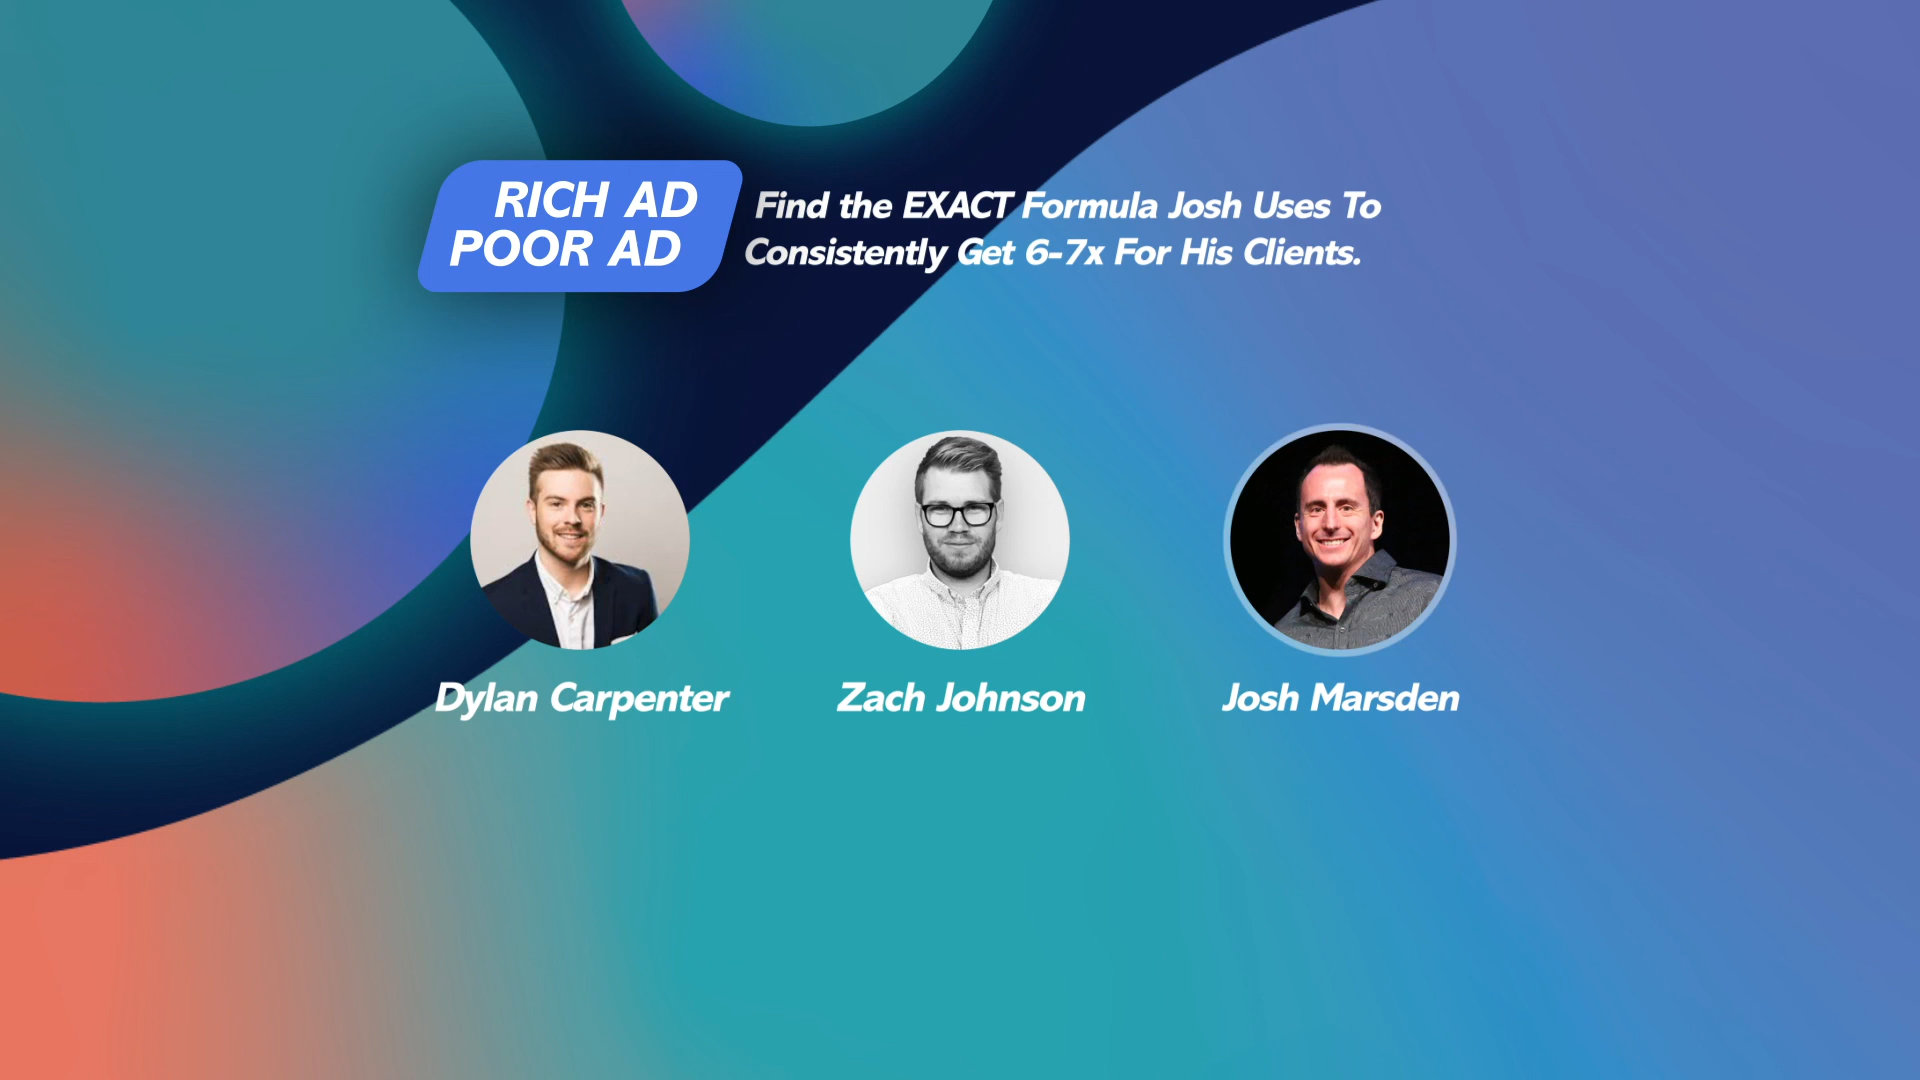 RICH AD
POOR AD
Find the EXACT Formula Josh Uses To
Consistently Get 6-7x For His Clients.
Dylan Carpenter
Zach Johnson
Josh Marsden